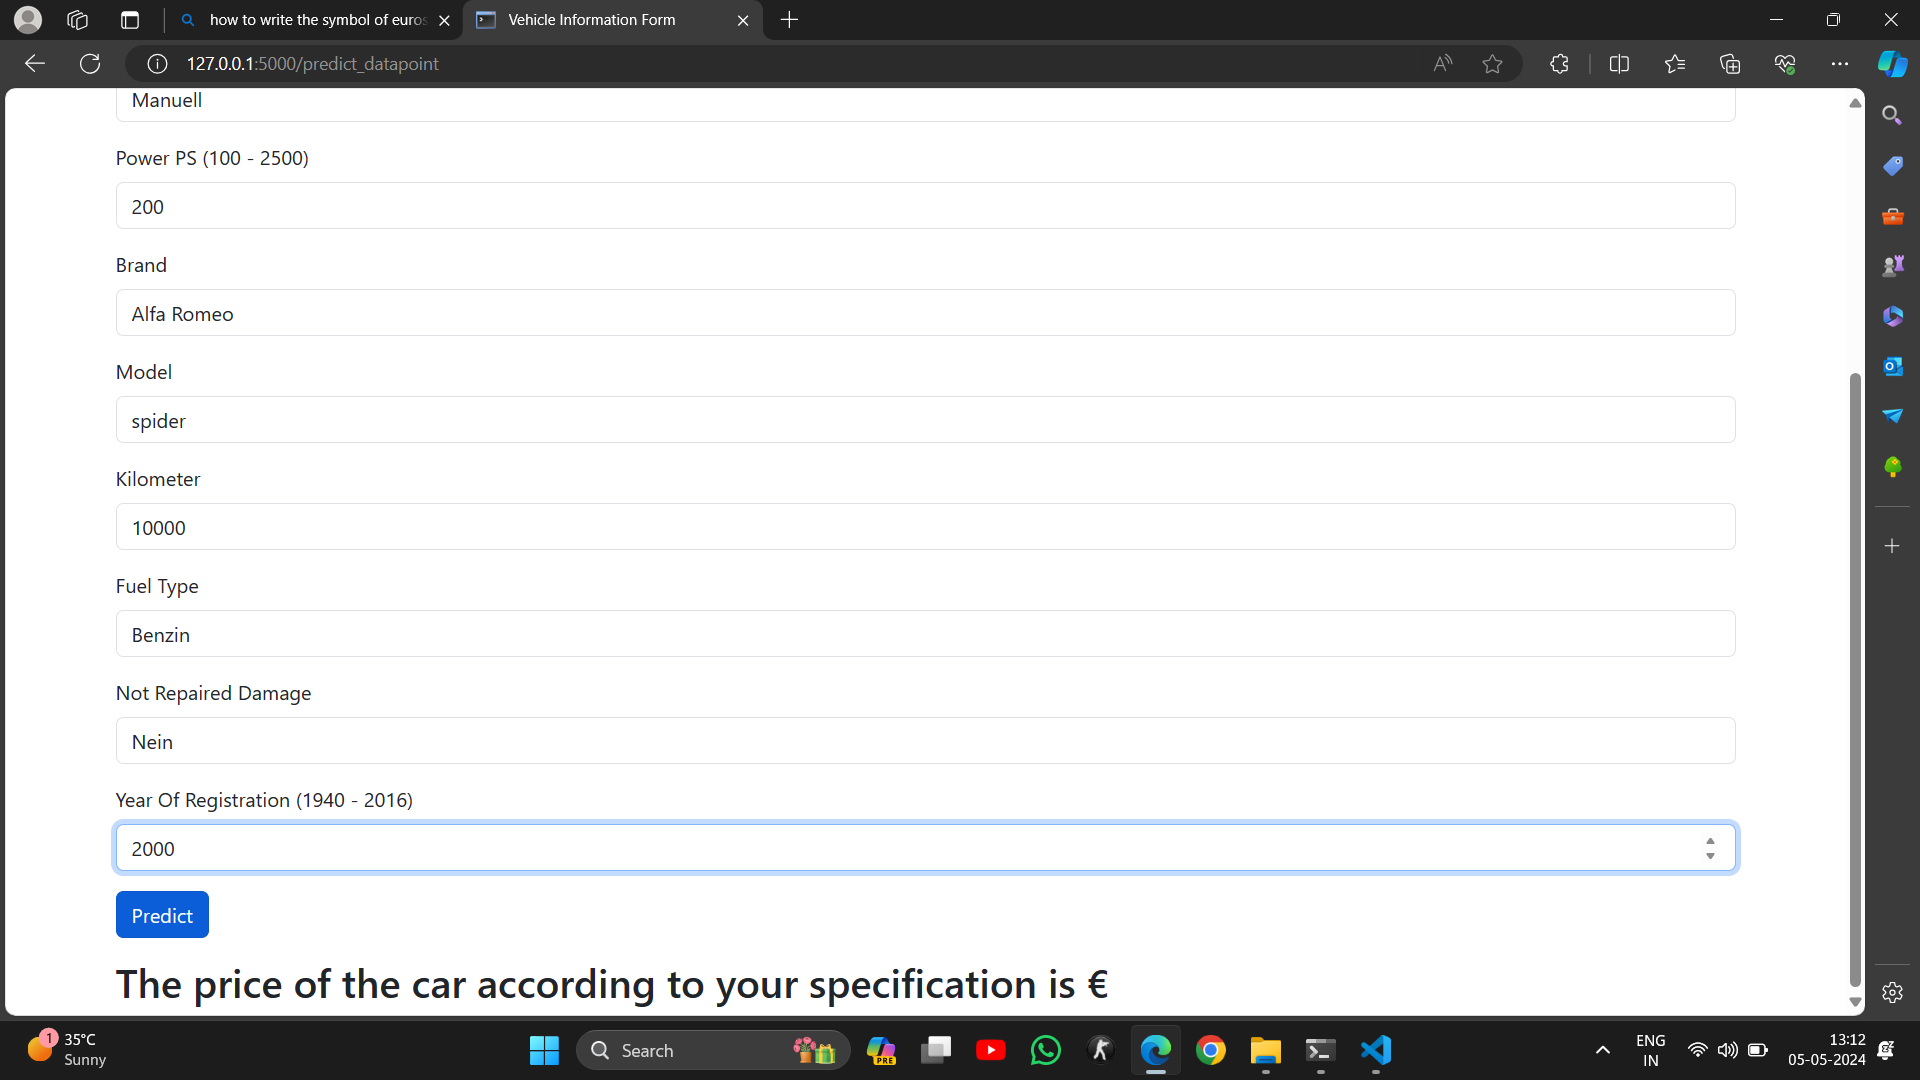 how to write the symbol of euros
Vehicle Information Form
127.0.0.1:5000/predict_datapoint
Manuell
Power PS (100 - 2500)
200
Brand
Alfa Romeo
Model
spider
Kilometer
10000
Fuel Type
Benzin
Not Repaired Damage
Nein
Year Of Registration (1940 - 2016)
2000
Predict
The price of the car according to your specification is €
1
35°C
Sunny
Search
PRE
ENG
IN
13:12
05-05-2024